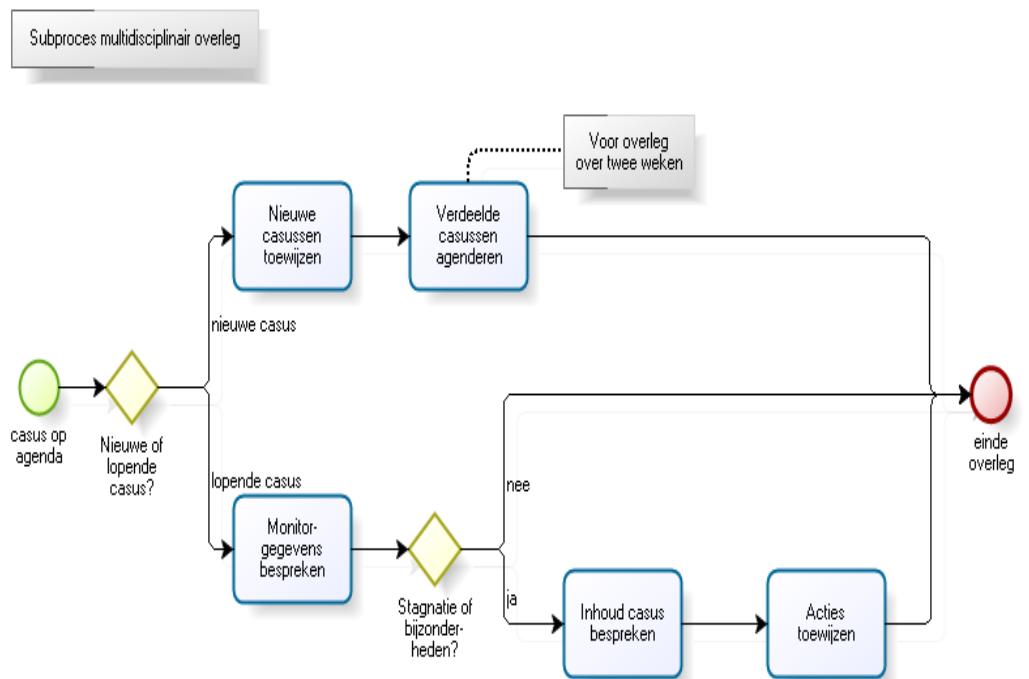 Subproces multidisciplinair overleg
Voor overleg
over twee weken
Nieuwe
casussen
toewijzen
Verdeelde
casussen
agenderen
nieuwe casus
casus op
agenda
Nieuwe of
lopende
casus?
einde
overleg
lopende casus
nee
Monitor-
gegevens
bespreken
Stagnatie of
bijzonder-
heden?
ja
Inhoud casus
bespreken
Acties
toewijzen